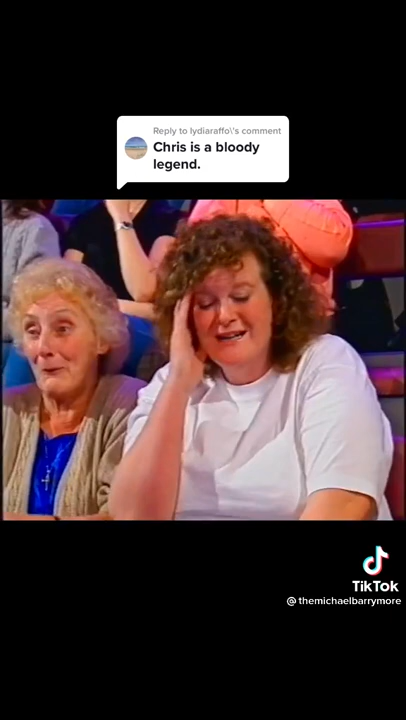 Reply to lydiaraffo\'s comment
Chris is a bloody
legend.
TikTok
@themichaelbarrymore